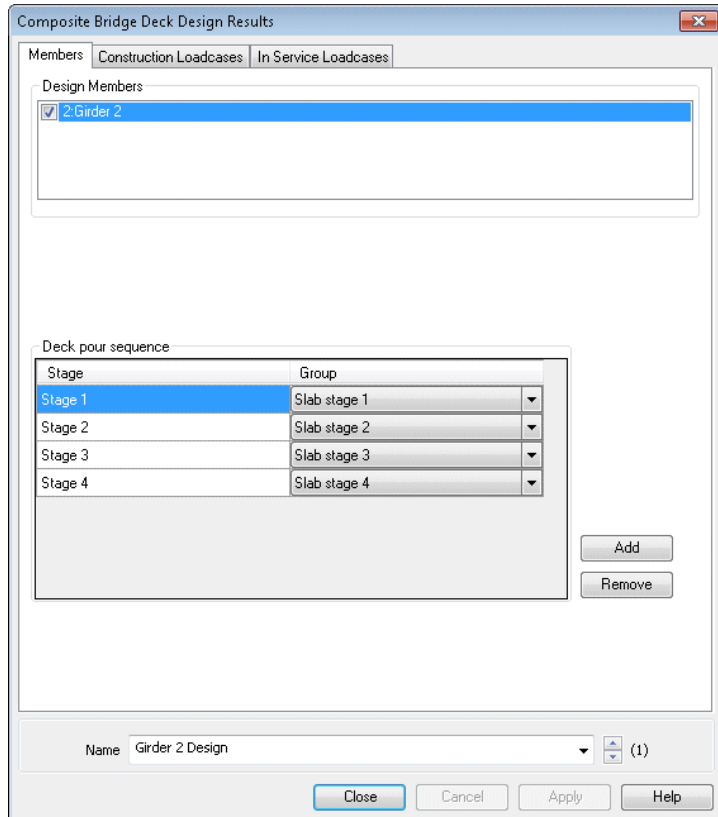 Composite Bridge Deck Design Results
Members Construction Loadcases In Service Loadcases
Design Members
2:Girder 2
Deck pour sequence
Stage Group
Stage 1 Slab stage 1
Stage 2 Slab stage 2
Stage 3 Slab stage 3
Stage 4 Slab stage 4
Add
Remove
Name Girder 2 Design (1)
Close Cancel Apply Help